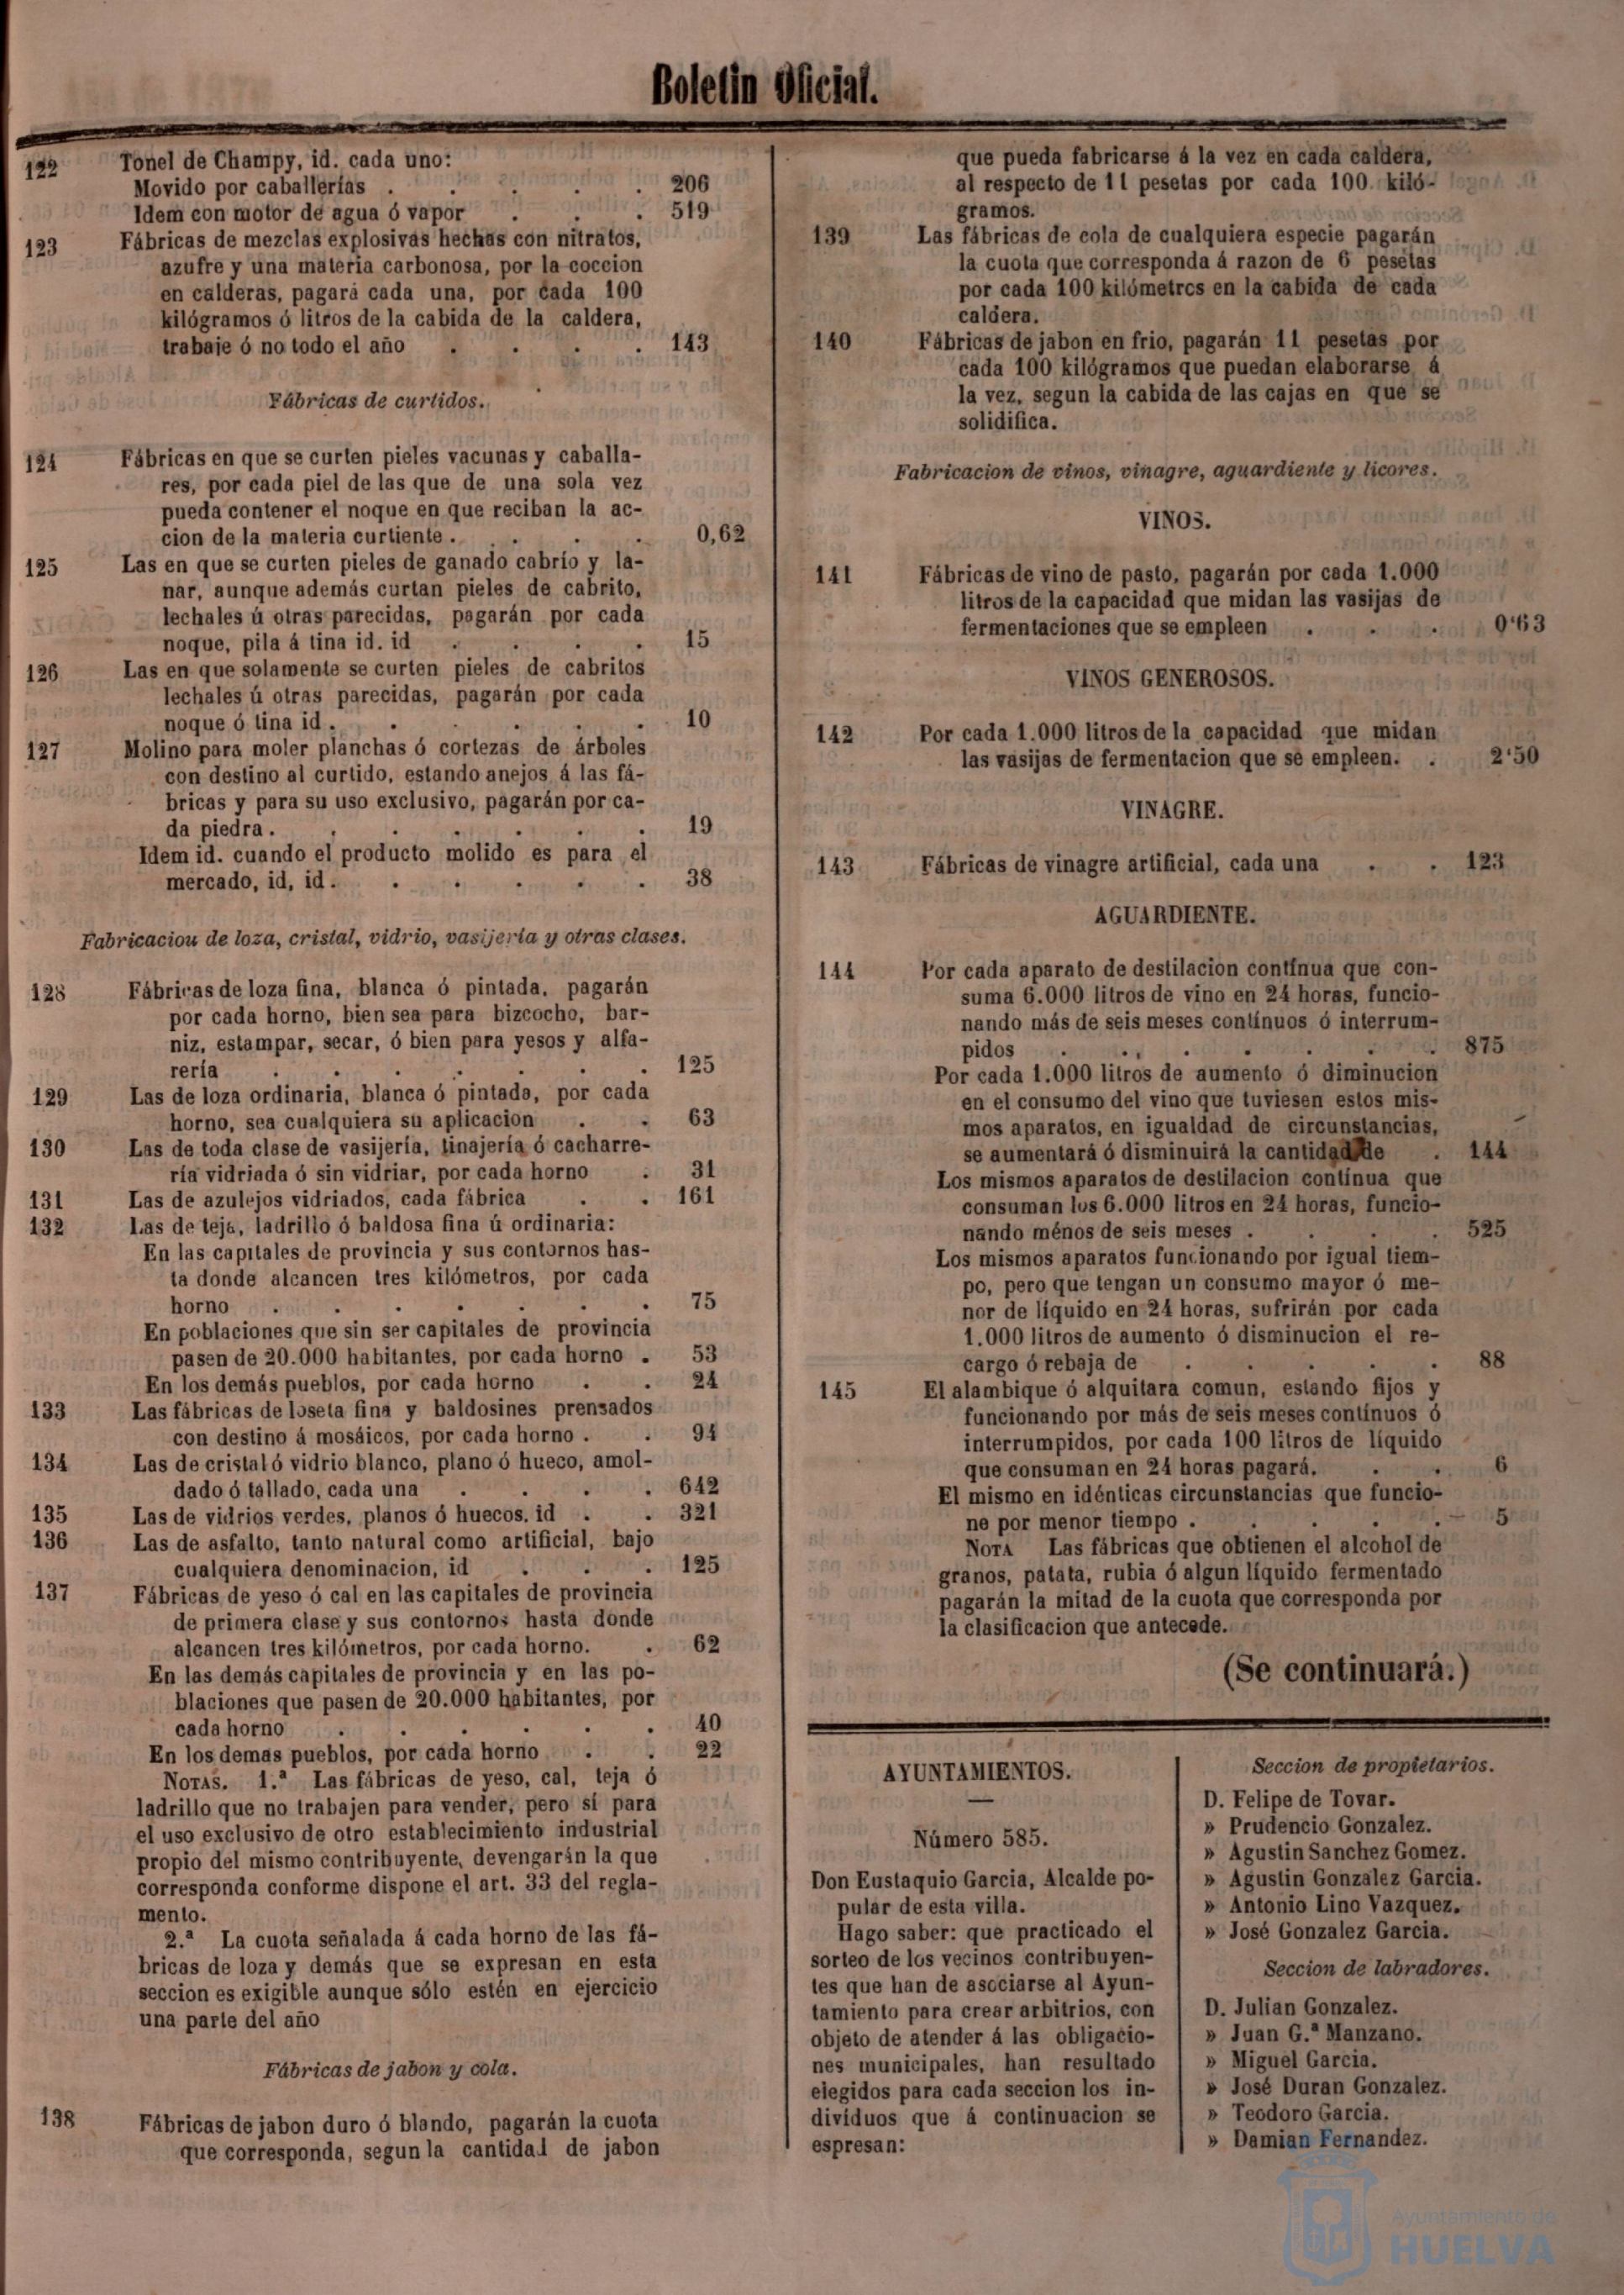 Boletin Oficial.
122 Tonel de Champy, id. cada uno:
Movido por caballerías . . . . . 206
Idem con motor de agua ó vapor . . . 519
123 Fábricas de mezclas explosivas hechas con nitratos,
azufre y una materia carbonosa, por la coccion
en calderas, pagará cada una, por cada 100
kilógramos ó litros de la cabida de la caldera,
trabaje ó no todo el año . . . . 143
Fábricas de curtidos.
124 Fábricas en que se curten pieles vacunas y caballa-
res, por cada piel de las que de una sola vez
pueda contener el noque en que reciban la ac-
cion de la materia curtiente . . . . 0,62
125 Las en que se curten pieles de ganado cabrío y la-
nar, aunque además curtan pieles de cabrito,
lechales ú otras parecidas, pagarán por cada
noque, pila á tina id. id . . . . 15
126 Las en que solamente se curten pieles de cabritos
lechales ú otras parecidas, pagarán por cada
noque ó tina id . . . . . . 10
127 Molino para moler planchas ó cortezas de árboles
con destino al curtido, estando anejos á las fá-
bricas y para su uso exclusivo, pagarán por ca-
da piedra . . . . . . . 19
Idem id. cuando el producto molido es para el
mercado, id, id . . . . . . 38
Fabricaciou de loza, cristal, vidrio, vasijería y otras clases.
128 Fábricas de loza fina, blanca ó pintada, pagarán
por cada horno, bien sea para bizcocho, bar-
niz, estampar, secar, ó bien para yesos y alfa-
rería . . . . . . . 125
129 Las de loza ordinaria, blanca ó pintada, por cada
horno, sea cualquiera su aplicacion . . 63
130 Las de toda clase de vasijería, tinajería ó cacharre-
ría vidriada ó sin vidriar, por cada horno . 31
131 Las de azulejos vidriados, cada fábrica . . 161
132 Las de teja, ladrillo ó baldosa fina ú ordinaria:
En las capitales de provincia y sus contornos has-
ta donde alcancen tres kilómetros, por cada
horno . . . . . . . 75
En poblaciones que sin ser capitales de provincia
pasen de 20.000 habitantes, por cada horno . 53
En los demás pueblos, por cada horno . . 24
133 Las fábricas de loseta fina y baldosines prensados
con destino á mosáicos, por cada horno . . 94
134 Las de cristal ó vidrio blanco, plano ó hueco, amol-
dado ó tallado, cada una . . . . 642
135 Las de vidrios verdes, planos ó huecos. id . . 321
136 Las de asfalto, tanto natural como artificial, bajo
cualquiera denominacion, id . . . 125
137 Fábricas de yeso ó cal en las capitales de provincia
de primera clase y sus contornos hasta donde
alcancen tres kilómetros, por cada horno. . 62
En las demás capitales de provincia y en las po-
blaciones que pasen de 20.000 habitantes, por
cada horno . . . . . . 40
En los demas pueblos, por cada horno . . 22
NOTAS. 1.ª Las fábricas de yeso, cal, teja ó
ladrillo que no trabajen para vender, pero sí para
el uso exclusivo de otro establecimiento industrial
propio del mismo contribuyente, devengarán la que
corresponda conforme dispone el art. 33 del regla-
mento.
2.ª La cuota señalada á cada horno de las fá-
bricas de loza y demás que se expresan en esta
seccion es exigible aunque sólo estén en ejercicio
una parte del año
Fábricas de jabon y cola.
138 Fábricas de jabon duro ó blando, pagarán la cuota
que corresponda, segun la cantidad de jabon
que pueda fabricarse á la vez en cada caldera,
al respecto de 11 pesetas por cada 100. kiló-
gramos.
139 Las fábricas de cola de cualquiera especie pagarán
la cuota que corresponda á razon de 6 pesetas
por cada 100 kilómetros en la cabida de cada
caldera.
140 Fábricas de jabon en frio, pagarán 11 pesetas por
cada 100 kilógramos que puedan elaborarse á
la vez, segun la cabida de las cajas en que se
solidifica.
Fabricacion de vinos, vinagre, aguardiente y licores.
VINOS.
141 Fábricas de vino de pasto, pagarán por cada 1.000
litros de la capacidad que midan las vasijas de
fermentaciones que se empleen . . . 0'63
VINOS GENEROSOS.
142 Por cada 1.000 litros de la capacidad que midan
las vasijas de fermentacion que se empleen. . 2'50
VINAGRE.
143 Fábricas de vinagre artificial, cada una . . 123
AGUARDIENTE.
144 Por cada aparato de destilacion contínua que con-
suma 6.000 litros de vino en 24 horas, funcio-
nando más de seis meses contínuos ó interrum-
pidos . . . . . . . 875
Por cada 1.000 litros de aumento ó diminucion
en el consumo del vino que tuviesen estos mis-
mos aparatos, en igualdad de circunstancias,
se aumentará ó disminuirá la cantidad de . 144
Los mismos aparatos de destilacion contínua que
consuman los 6.000 litros en 24 horas, funcio-
nando ménos de seis meses . . . . 525
Los mismos aparatos funcionando por igual tiem-
po, pero que tengan un consumo mayor ó me-
nor de líquido en 24 horas, sufrirán por cada
1.000 litros de aumento ó disminucion el re-
cargo ó rebaja de . . . . . 88
145 El alambique ó alquitara comun, estando fijos y
funcionando por más de seis meses contínuos ó
interrumpidos, por cada 100 litros de líquido
que consuman en 24 horas pagará. . . 6
El mismo en idénticas circunstancias que funcio-
ne por menor tiempo . . . . . 5
NOTA Las fábricas que obtienen el alcohol de
granos, patata, rubia ó algun líquido fermentado
pagarán la mitad de la cuota que corresponda por
la clasificacion que antecede.
(Se continuará.)
AYUNTAMIENTOS.
Número 585.
Don Eustaquio Garcia, Alcalde po-
pular de esta villa.
Hago saber: que practicado el
sorteo de los vecinos contribuyen-
tes que han de asociarse al Ayun-
tamiento para crear arbitrios, con
objeto de atender á las obligacio-
nes municipales, han resultado
elegidos para cada seccion los in-
divíduos que á continuacion se
espresan:
Seccion de propietarios.
D. Felipe de Tovar.
» Prudencio Gonzalez.
» Agustin Sanchez Gomez.
» Agustin Gonzalez Garcia.
» Antonio Lino Vazquez.
» José Gonzalez Garcia.
Seccion de labradores.
D. Julian Gonzalez.
» Juan G.ª Manzano.
» Miguel Garcia.
» José Duran Gonzalez.
» Teodoro Garcia.
» Damian Fernandez.
Ayuntamiento de
HUELVA